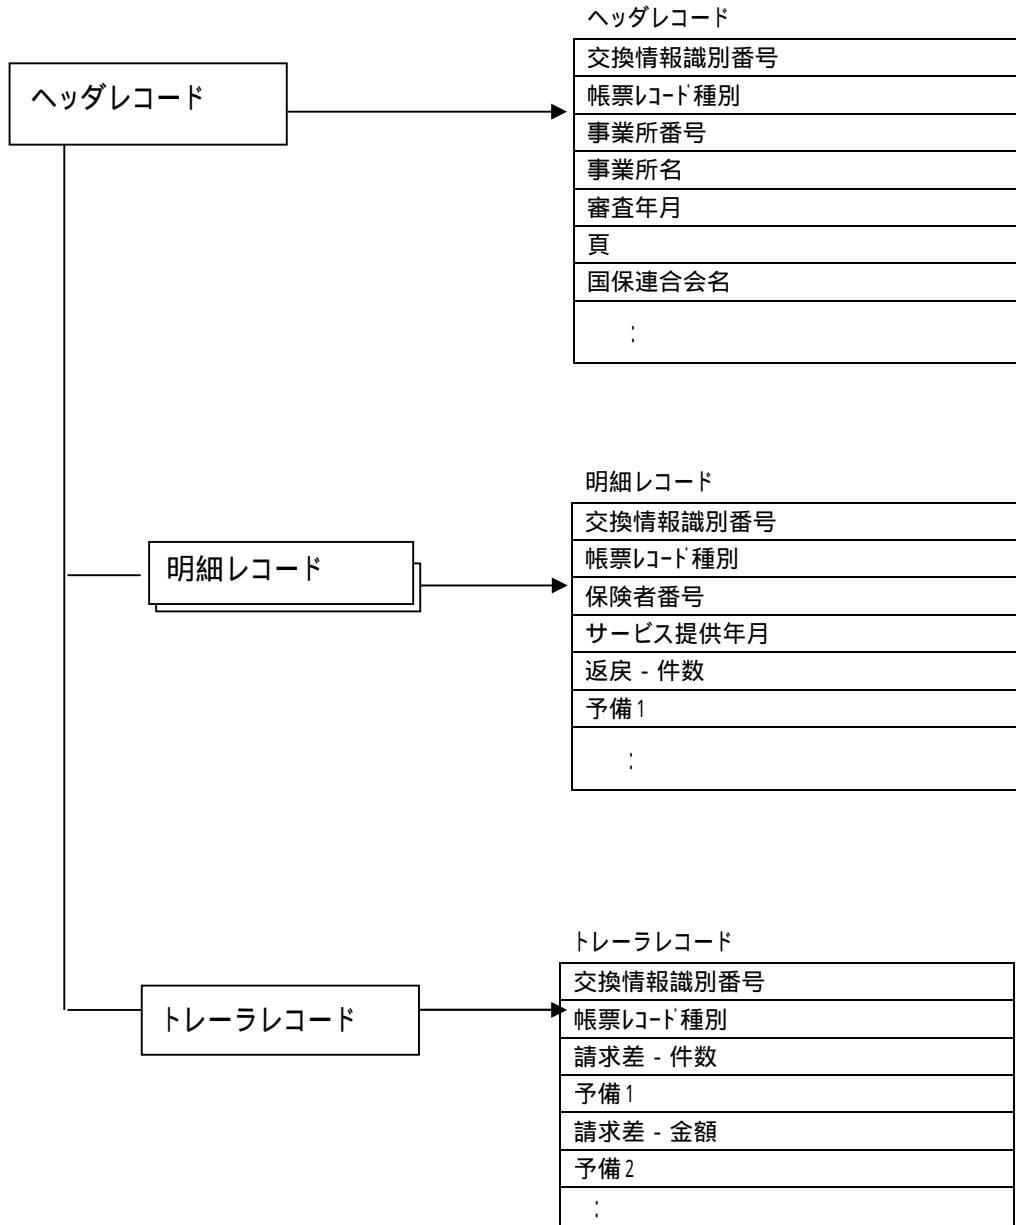 ヘッダレコード
交換情報識別番号
ヘッダレコード
帳票ﾚｺｰﾄﾞ種別
事業所番号
事業所名
審査年月
頁
国保連合会名
：
明細レコード
交換情報識別番号
明細レコード
帳票ﾚｺｰﾄﾞ種別
保険者番号
サービス提供年月
返戻 - 件数
予備1
：
トレーラレコード
交換情報識別番号
トレーラレコード
帳票ﾚｺｰﾄﾞ種別
請求差 - 件数
予備1
請求差 - 金額
予備2
：